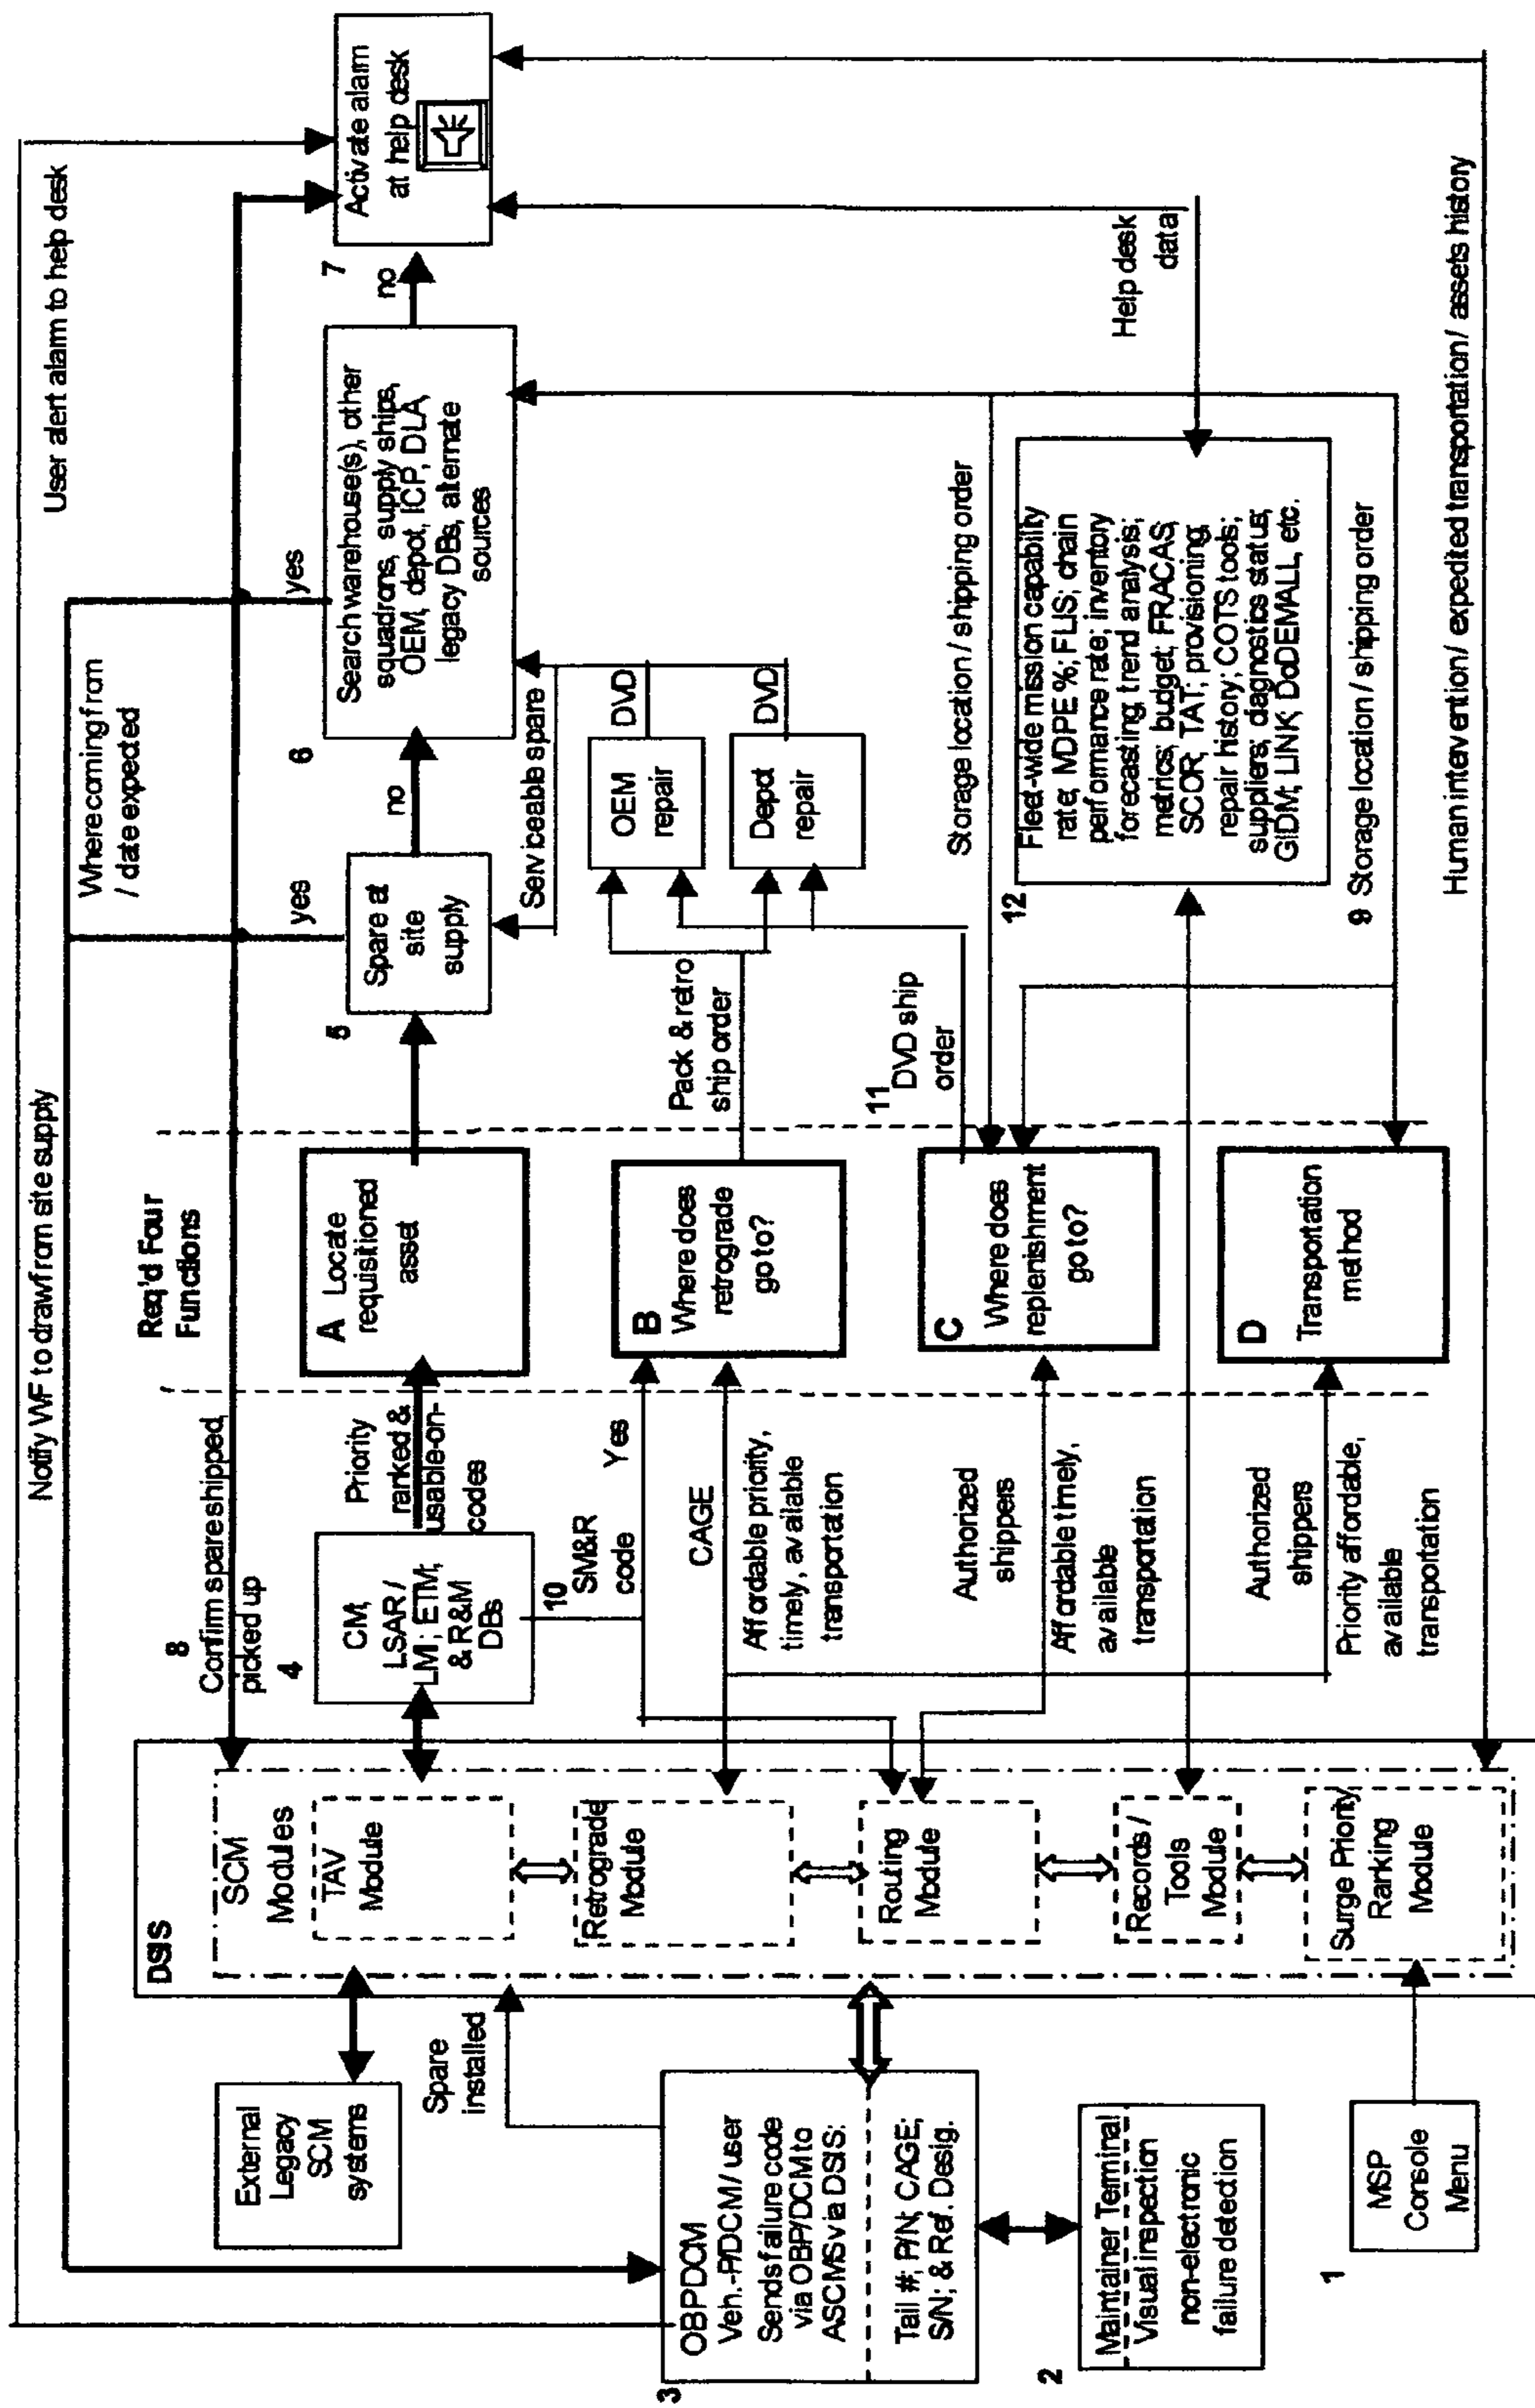 User alert alarm to help desk
Notify WF to draw from site supply
Where coming from
/ date expected
8
Confirm spare shipped,
picked up
Req'd Four
Functions
DSIS
SCM
Modules
TAV
Module
Retrograde
Module
Routing
Module
Records /
Tools
Module
Surge Priority
Ranking
Module
External
Legacy
SCM
systems
Spare
installed
3
OBPDCM
Veh.-P/DCM / user
Sends failure code
via OBP/DCM to
ASCMS via DSIS:
Tail #; P/N; CAGE;
S/N; & Ref. Desig.
2
Maintainer Terminal
Visual inspection
non-electronic
failure detection
1
MSP
Console
Menu
4
CM,
LSAR /
LMI; ETM;
& R&M
DBs
Priority
ranked &
usable-on-
codes
10
SM&R
code
Yes
CAGE
Affordable priority,
timely, available
transportation
Authorized
shippers
Affordable timely,
available
transportation
Authorized
shippers
Priority affordable,
available
transportation
A Locate
requisitioned
asset
B
Where does
retrograde
go to?
C
Where does
replenishment
go to?
D
Transportation
method
5
Spare at
site
supply
yes
no
6
Search warehouse(s), other
squadrons, supply ships,
OEM, depot, ICP, DLA,
legacy DBs, alternate
sources
yes
no
7
Activate alarm
at help desk
Serviceable spare
Pack & retro
ship order
OEM
repair
DVD
Depot
repair
DVD
11
DVD ship
order
Storage location / shipping order
12
Fleet-wide mission capability
rate; MDPE %; FLIS; chain
performance rate; inventory
forecasting; trend analysis;
metrics; budget; FRACAS;
SCOR; TAT; provisioning;
repair history; COTS tools;
suppliers; diagnostics status;
GIDM; LINK; DoDEMALL, etc.
Help desk
data
9 Storage location / shipping order
Human intervention / expedited transportation / assets history